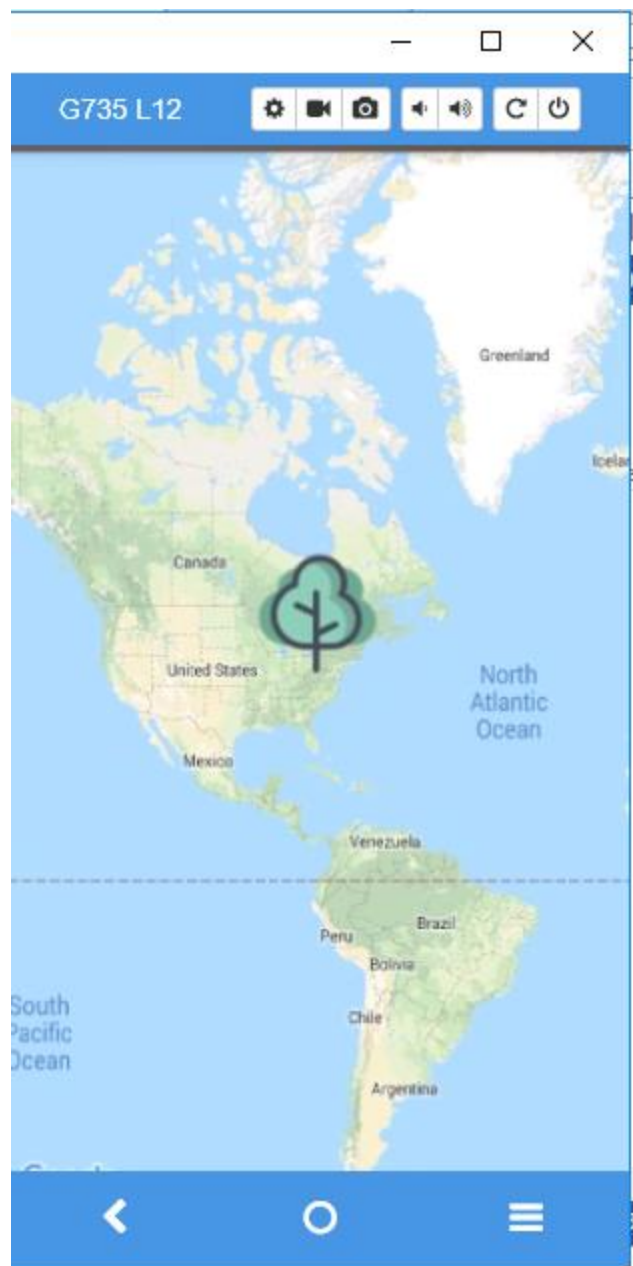 G735 L12
Greenland
Canada
United States
North
Atlantic
Ocean
Mexico
Venezuela
Brazil
Peru
Bolivia
South
Pacific
Ocean
Chile
Argentina